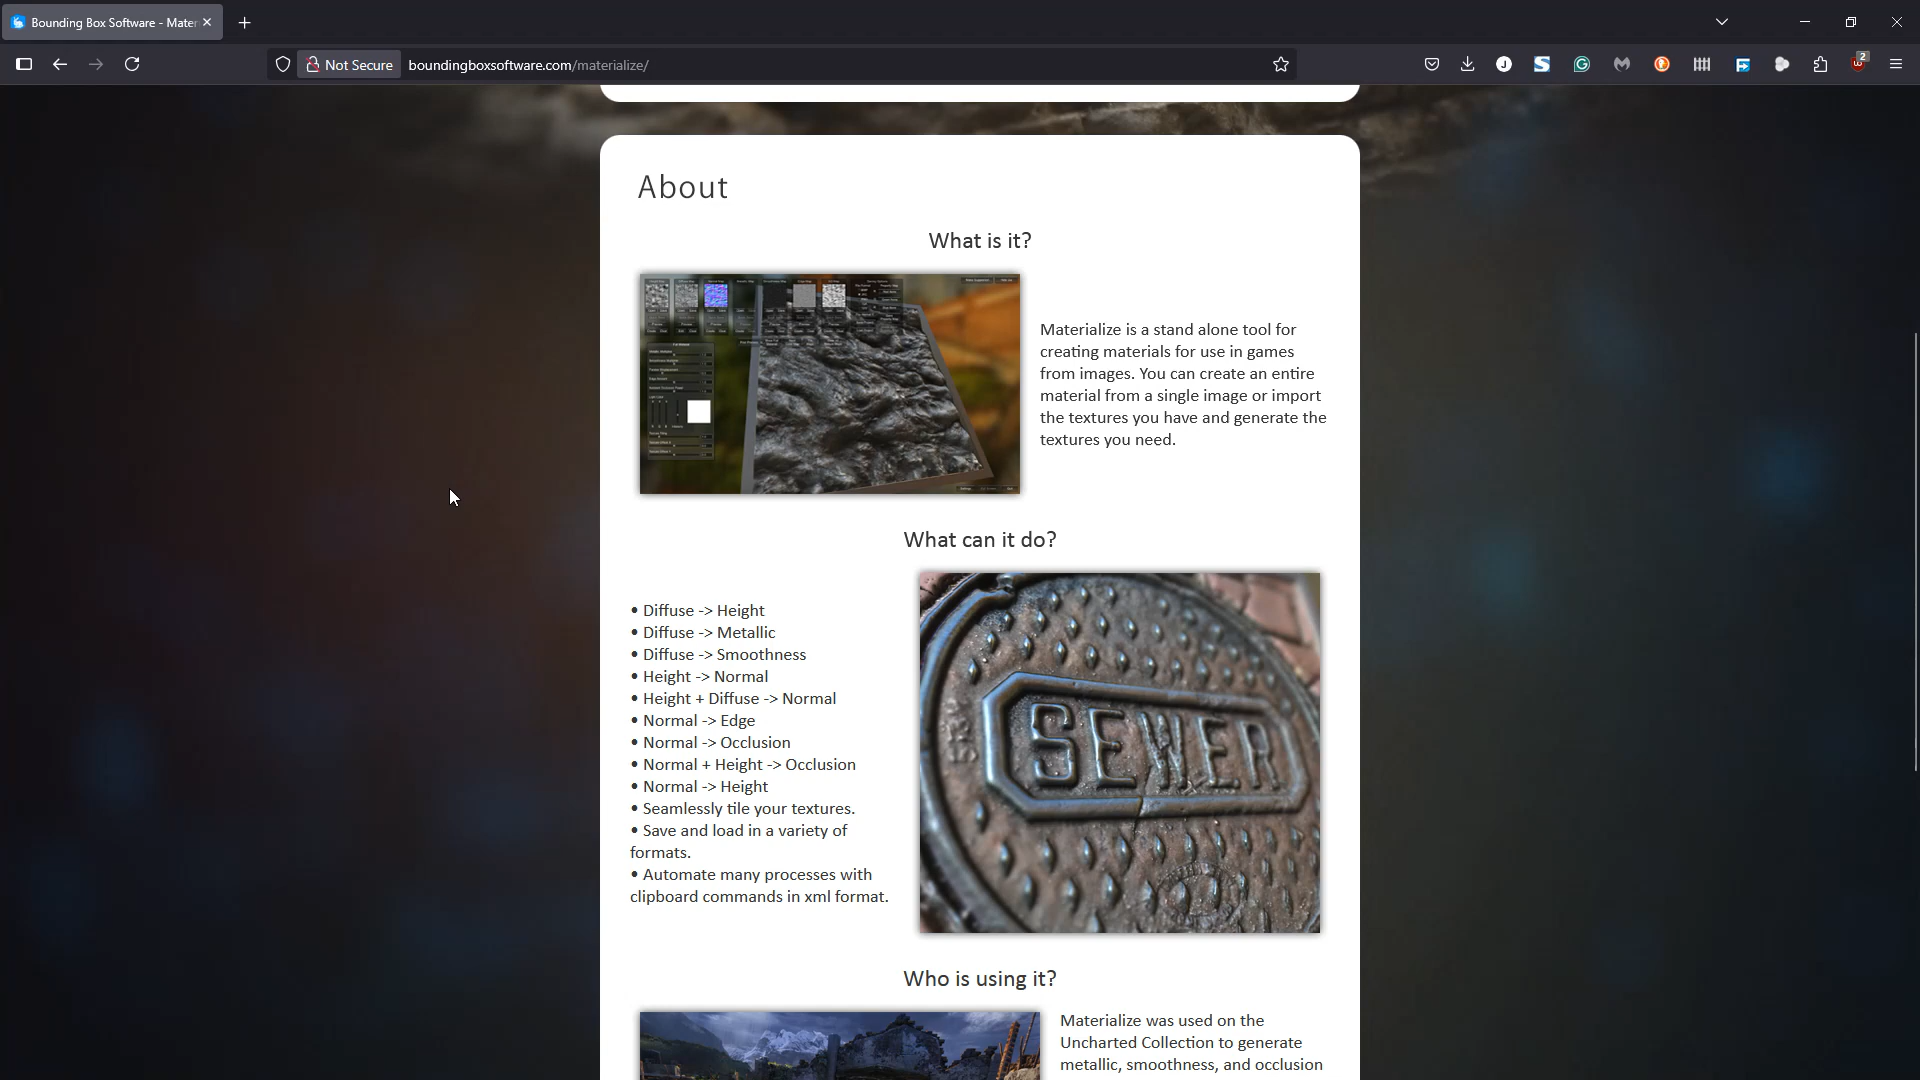 Bounding Box Software - Mater
Not Secure
boundingboxsoftware.com/materialize/
2
About
What is it?
Materialize is a stand alone tool for
creating materials for use in games
from images. You can create an entire
material from a single image or import
the textures you have and generate the
textures you need.
What can it do?
• Diffuse -> Height
• Diffuse -> Metallic
• Diffuse -> Smoothness
• Height -> Normal
• Height + Diffuse -> Normal
• Normal -> Edge
• Normal -> Occlusion
• Normal + Height -> Occlusion
• Normal -> Height
• Seamlessly tile your textures.
• Save and load in a variety of
formats.
• Automate many processes with
clipboard commands in xml format.
SEWER
Who is using it?
Materialize was used on the
Uncharted Collection to generate
metallic, smoothness, and occlusion